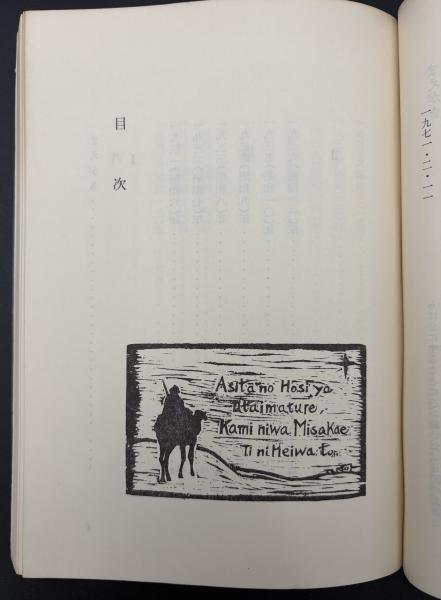 一九七一・二・一一
目次
Asita no Hosi yo
Utaimature,
Kami niwa Misakae
Ti ni Heiwa to.